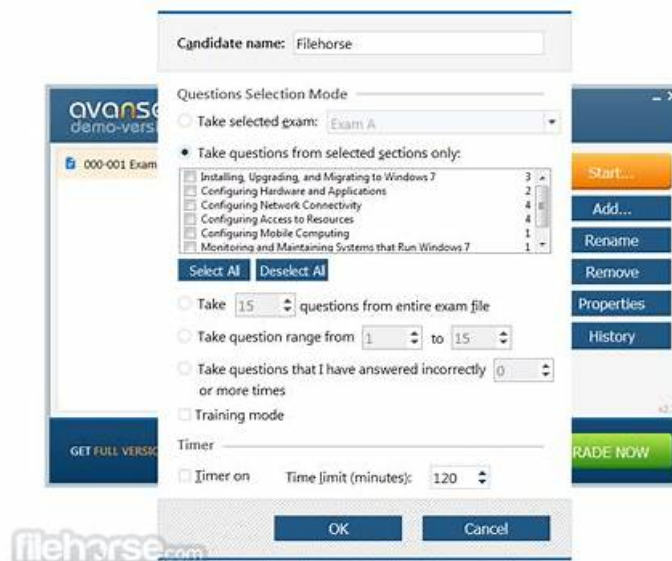 Candidate name: Filehorse
Questions Selection Mode
Take selected exam: Exam A
Take questions from selected sections only:
Installing, Upgrading, and Migrating to Windows 7 3
Configuring Hardware and Applications 2
Configuring Network Connectivity 4
Configuring Access to Resources 4
Configuring Mobile Computing 1
Monitoring and Maintaining Systems that Run Windows 7 1
Select All Deselect All
Take 15 questions from entire exam file
Take question range from 1 to 15
Take questions that I have answered incorrectly 0
or more times
Training mode
Timer
Timer on Time limit (minutes): 120
OK Cancel
avanse
demo-versi
000-001 Exam
Start...
Add...
Rename
Remove
Properties
History
GET FULL VERSIO
RADE NOW
filehorse.com